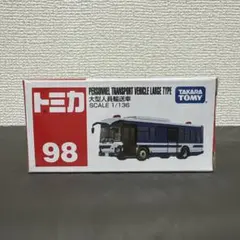 トミカ
PERSONNEL TRANSPORT VEHICLE LARGE TYPE
大型人員輸送車
SCALE 1/136
TAKARA
TOMY
98